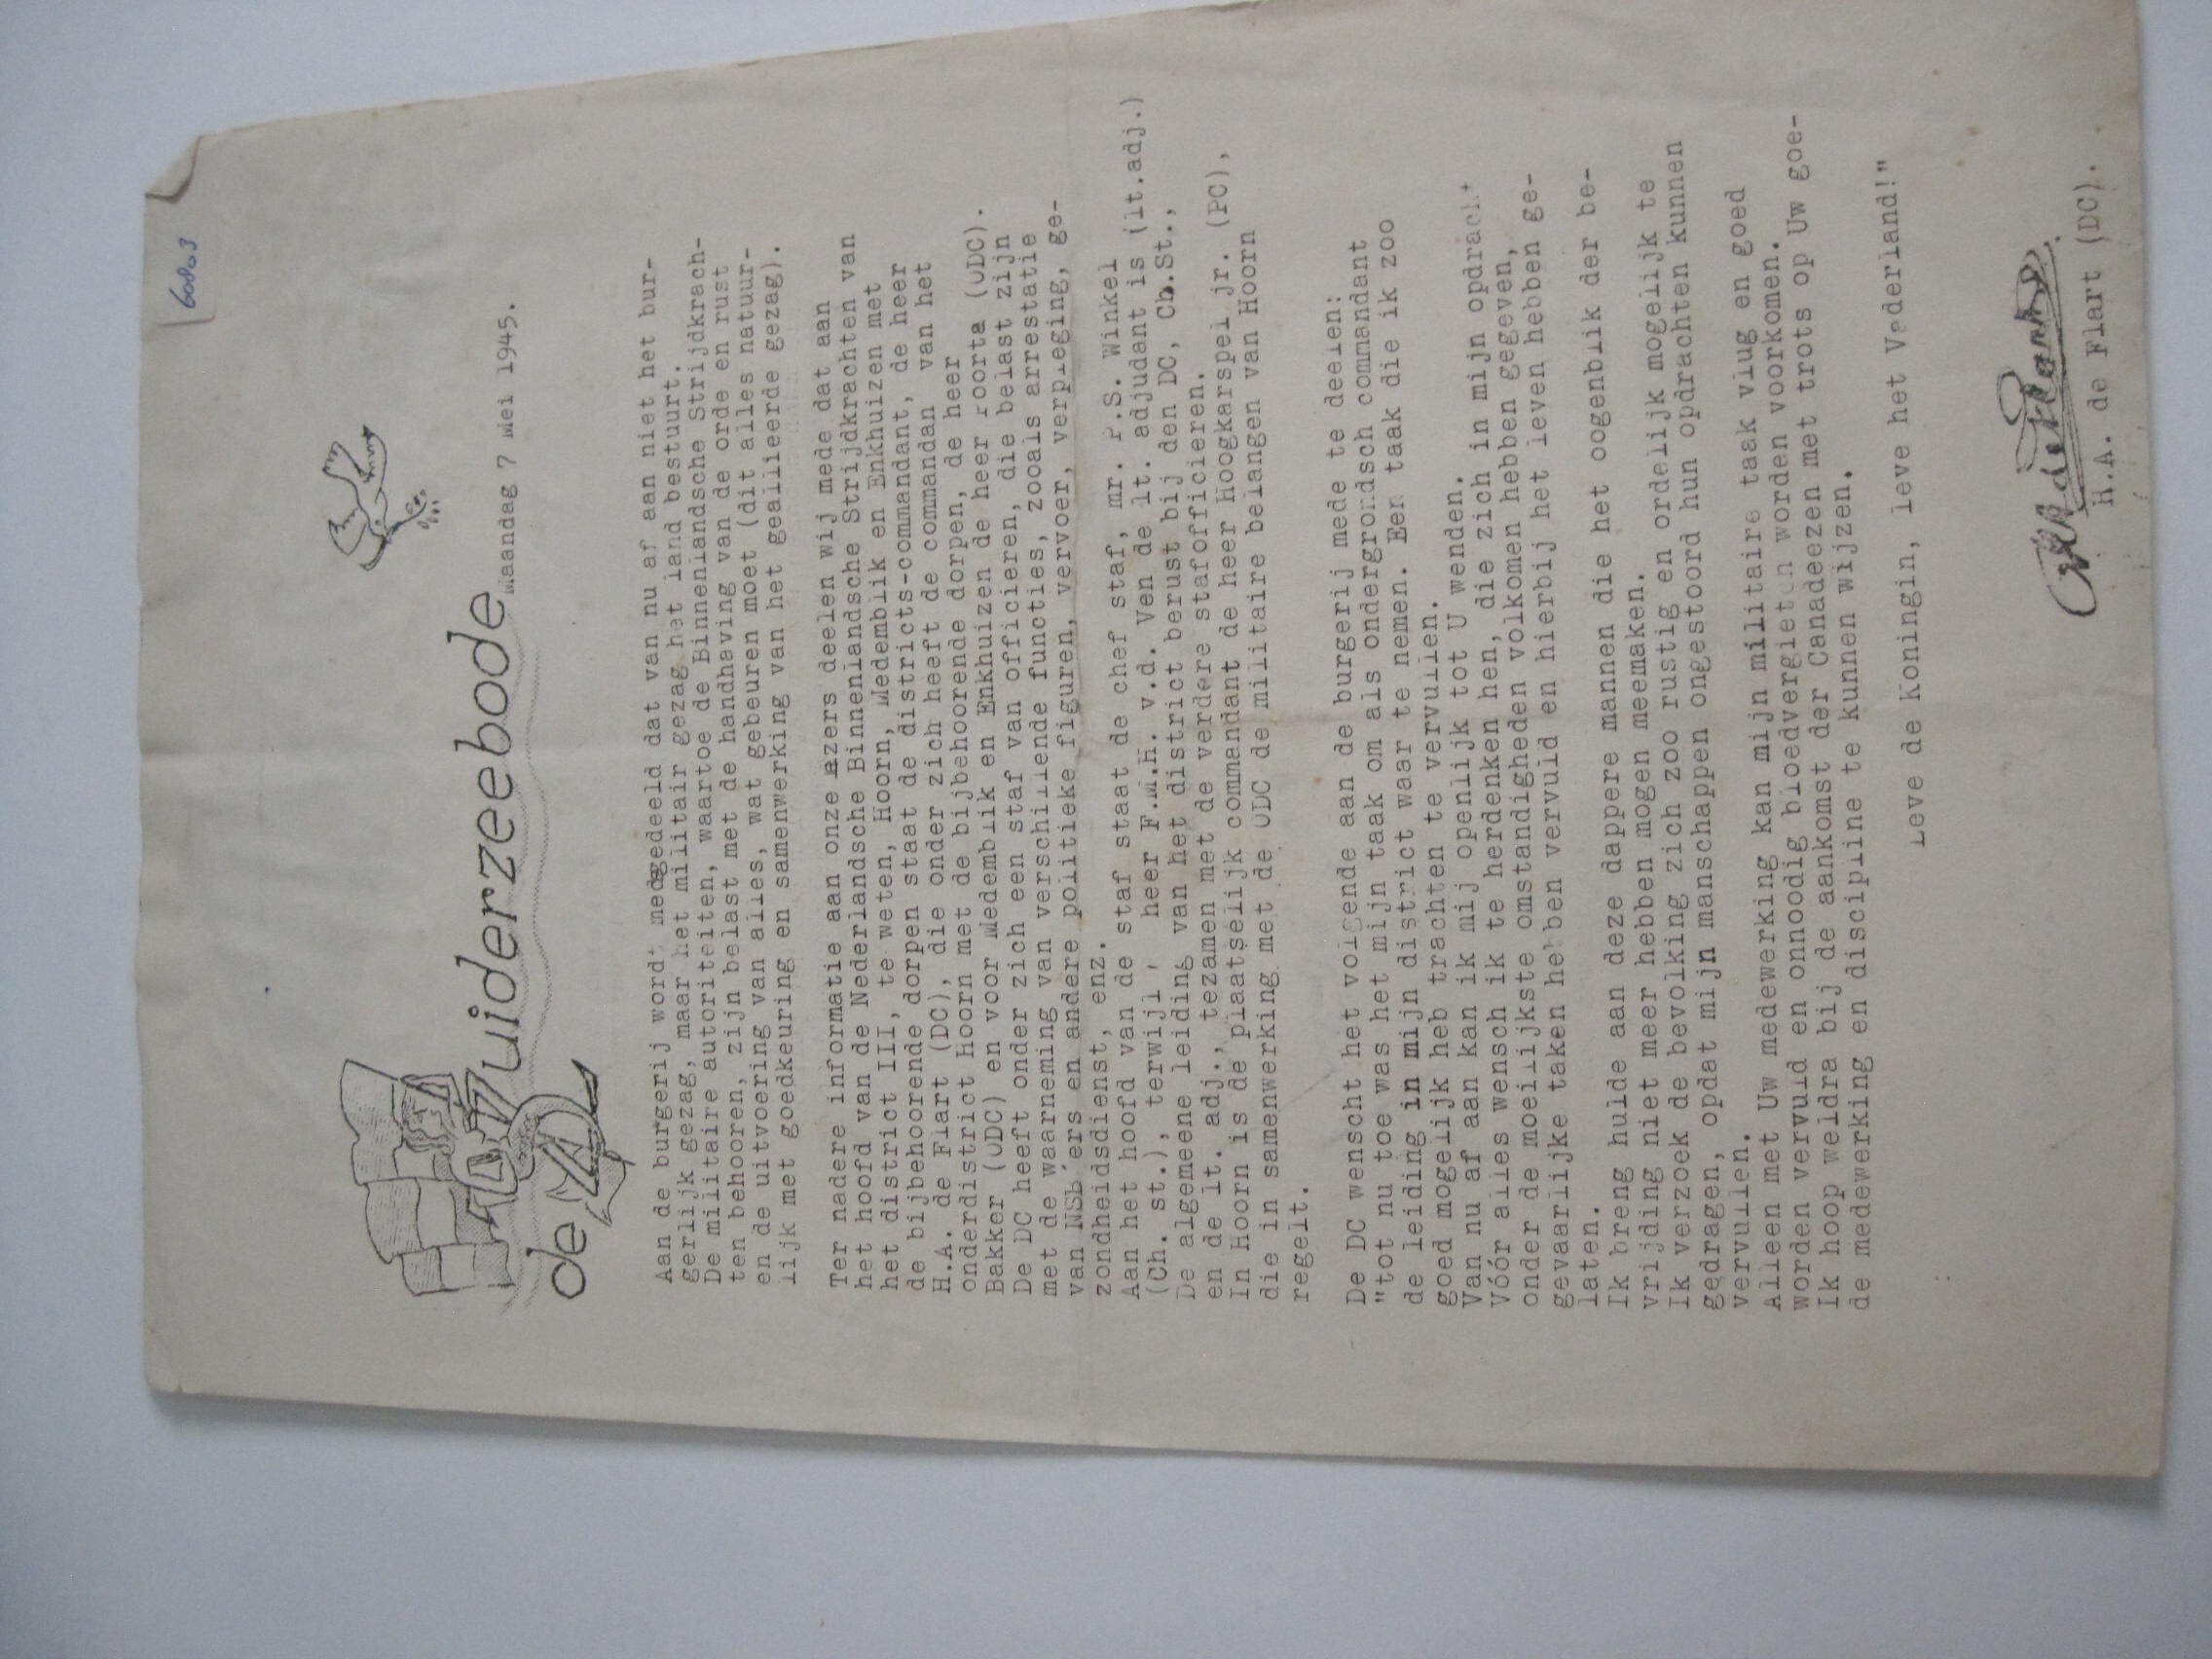 60803
de Zuiderzeebode
Maandag 7 Mei 1945.
Aan de burgerij wordt medegedeeld dat van nu af aan niet het bur-
gerlijk gezag, maar het militair gezag het land bestuurt.
De militaire autoriteiten, waartoe de Binnenlandsche Strijdkrach-
ten behooren, zijn belast met de handhaving van de orde en rust
en de uitvoering van alles, wat gebeuren moet (dit alles natuur-
lijk met goedkeuring en samenwerking van het geallieerde gezag).
Ter nadere informatie aan onze lezers deelen wij mede dat aan
het hoofd van de Nederlandsche Binnenlandsche Strijdkrachten van
het district III, te weten, Hoorn, Medemblik en Enkhuizen met
de bijbehoorende dorpen staat de districts-commandant, de heer
H.A. de Flart (DC), die onder zich heeft de commandan van het
onderdistrict Hoorn met de bijbehoorende dorpen, de heer
Bakker (ODC) en voor Medemblik en Enkhuizen de heer Poorta (ODC).
De DC heeft onder zich een staf van officieren, die belast zijn
met de waarneming van verschillende functies, zooals arrestatie
van NSB'ers en andere politieke figuren, vervoer, verpleging, ge-
zondheidsdienst, enz.
Aan het hoofd van de staf staat de chef staf, mr. P.S. Winkel
(Ch. st.), terwijl, heer F.M.H. v.d. Ven de lt. adjudant is (lt.adj.)
De algemeene leiding van het district berust bij den DC, Ch.St.,
en de lt. adj., tezamen met de verdere stafofficieren.
In Hoorn is de plaatselijk commandant de heer Hoogkarspel jr. (PC),
die in samenwerking met de ODC de militaire belangen van Hoorn
regelt.
De DC wenscht het volgende aan de burgerij mede te deelen:
"tot nu toe was het mijn taak om als ondergrondsch commandant
de leiding in mijn district waar te nemen. Een taak die ik zoo
goed mogelijk heb trachten te vervullen.
Van nu af aan kan ik mij openlijk tot U wenden.
Vóór alles wensch ik te herdenken hen, die zich in mijn opdracht
onder de moeilijkste omstandigheden volkomen hebben gegeven,
gevaarlijke taken hebben vervuld en hierbij het leven hebben ge-
laten.
Ik breng hulde aan deze dappere mannen die het oogenblik der be-
vrijding niet meer hebben mogen meemaken.
Ik verzoek de bevolking zich zoo rustig en ordelijk mogelijk te
gedragen, opdat mijn manschappen ongestoord hun opdrachten kunnen
vervullen.
Alleen met Uw medewerking kan mijn militaire taak vlug en goed
worden vervuld en onnoodig bloedvergieten worden voorkomen.
Ik hoop weldra bij de aankomst der Canadeezen met trots op Uw goe-
de medewerking en discipline te kunnen wijzen.
Leve de Koningin, leve het Vaderland!"
H.A. de Flart (DC).